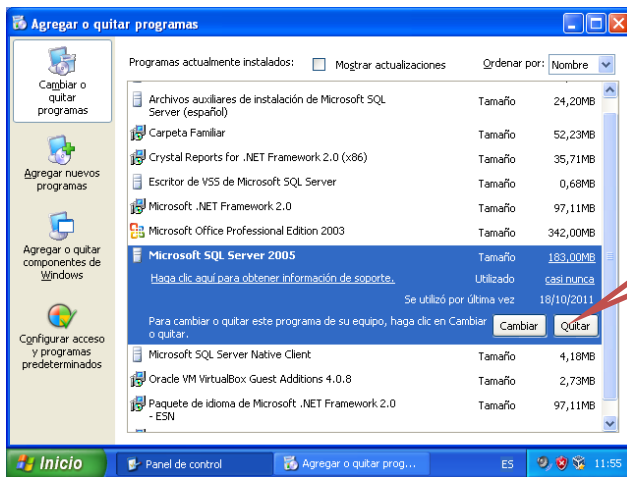 Agregar o quitar programas
Cambiar o
quitar
programas
Agregar nuevos
programas
Agregar o quitar
componentes de
Windows
Configurar acceso
y programas
predeterminados
Programas actualmente instalados:
Mostrar actualizaciones
Ordenar por:
Nombre
Archivos auxiliares de instalación de Microsoft SQL
Server (español)
Tamaño 24,20MB
Carpeta Familiar Tamaño 52,23MB
Crystal Reports for .NET Framework 2.0 (x86) Tamaño 35,71MB
Escritor de VSS de Microsoft SQL Server Tamaño 0,68MB
Microsoft .NET Framework 2.0 Tamaño 97,11MB
Microsoft Office Professional Edition 2003 Tamaño 342,00MB
Microsoft SQL Server 2005 Tamaño 183,00MB
Haga clic aquí para obtener información de soporte. Utilizado casi nunca
Se utilizó por última vez 18/10/2011
Para cambiar o quitar este programa de su equipo, haga clic en Cambiar
o quitar.
Cambiar Quitar
Microsoft SQL Server Native Client Tamaño 4,18MB
Oracle VM VirtualBox Guest Additions 4.0.8 Tamaño 2,73MB
Paquete de idioma de Microsoft .NET Framework 2.0
- ESN
Tamaño 97,11MB
Inicio
Panel de control
Agregar o quitar prog...
ES
11:55